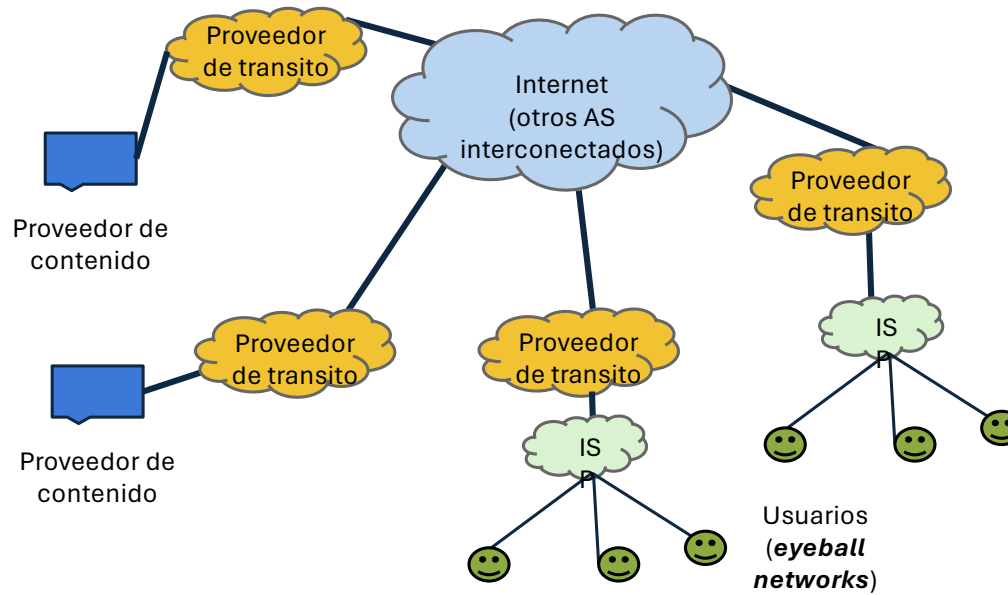 Proveedor
de transito
Internet
(otros AS
interconectados)
Proveedor
de transito
Proveedor de
contenido
Proveedor
de transito
Proveedor
de transito
IS
P
Proveedor de
contenido
IS
P
Usuarios
(eyeball
networks)